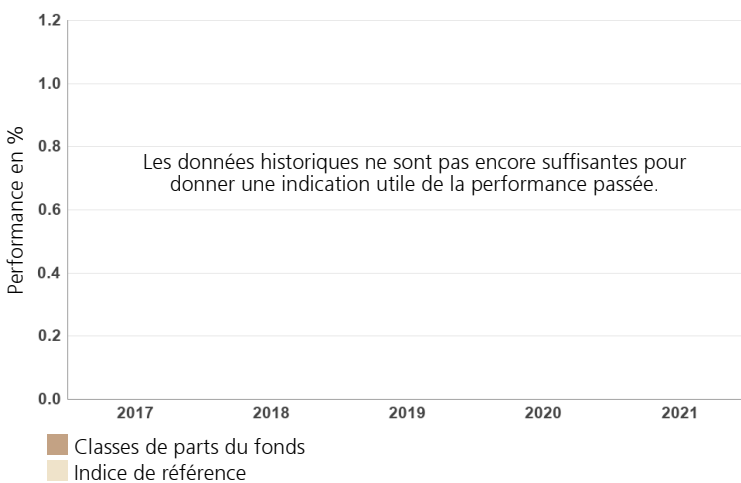 1.2
1.0
0.8
0.6
0.4
0.2
0.0
Performance en %
Les données historiques ne sont pas encore suffisantes pour
donner une indication utile de la performance passée.
2017 2018 2019 2020 2021
Classes de parts du fonds
Indice de référence